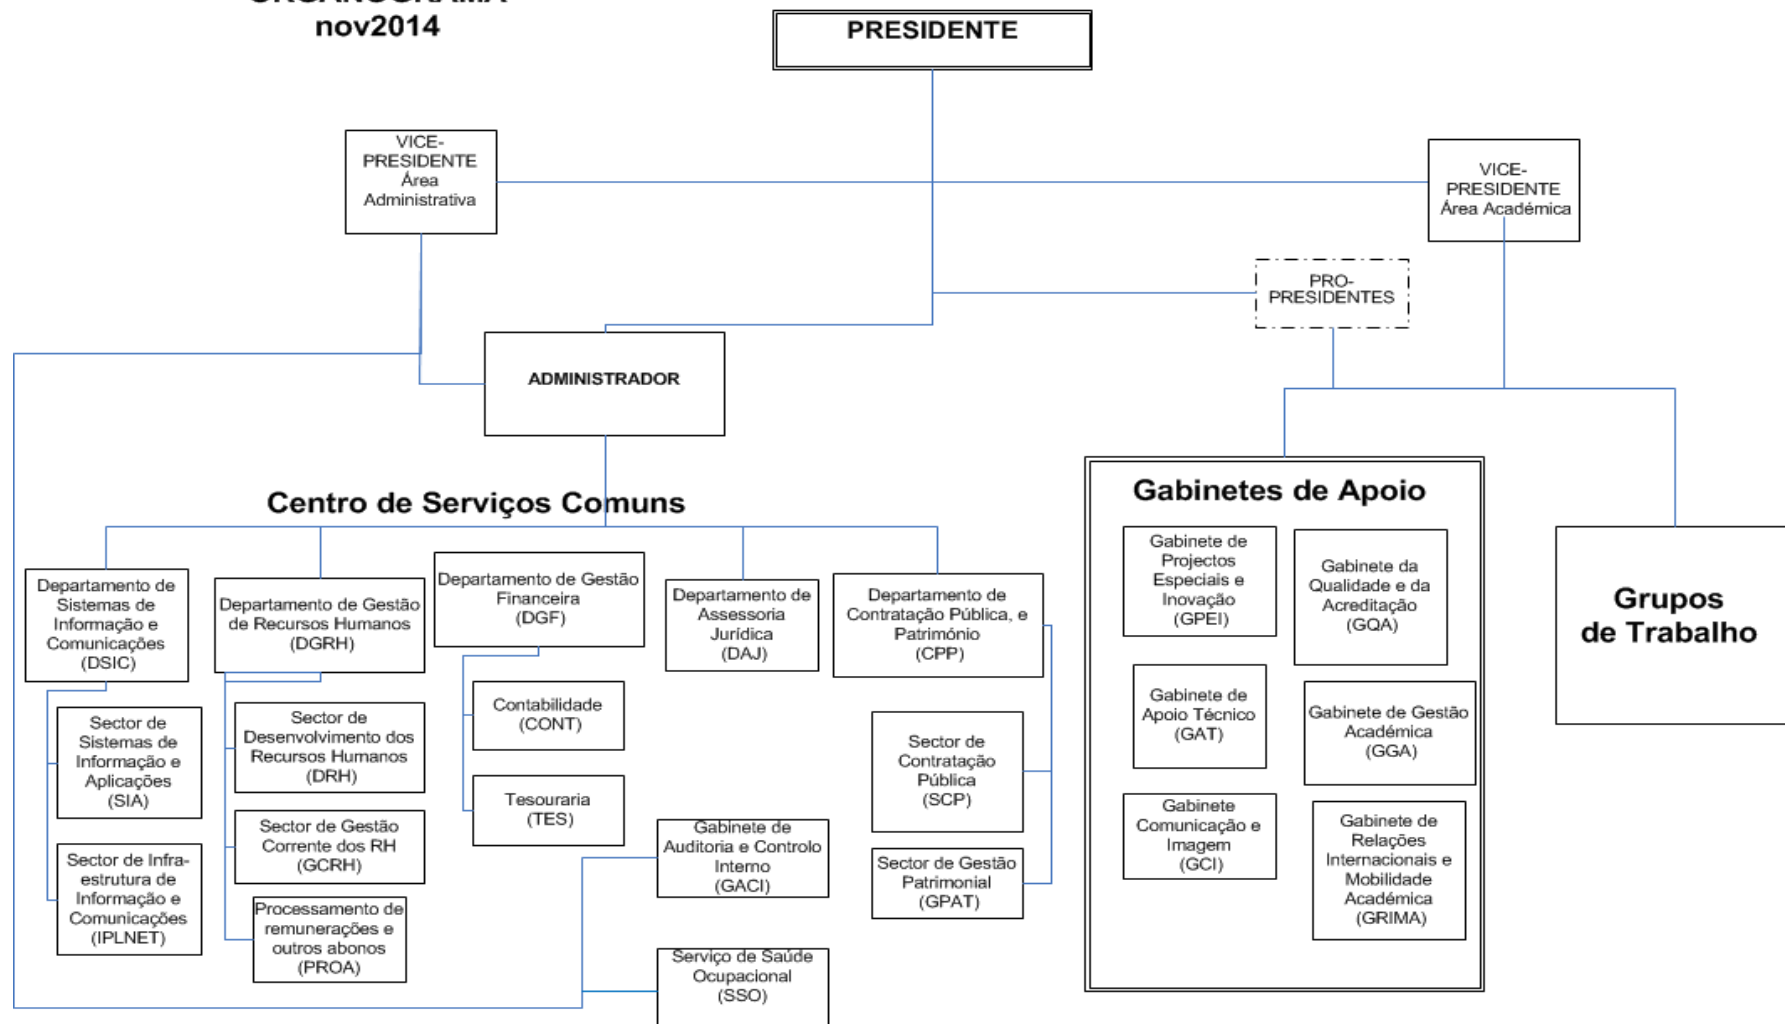 ORGANOGRAMA
nov2014
PRESIDENTE
VICE-
PRESIDENTE
Área
Administrativa
VICE-
PRESIDENTE
Área Académica
PRO-
PRESIDENTES
ADMINISTRADOR
Centro de Serviços Comuns
Departamento de
Sistemas de
Informação e
Comunicações
(DSIC)
Departamento de Gestão
de Recursos Humanos
(DGRH)
Departamento de Gestão
Financeira
(DGF)
Departamento de
Assessoria
Jurídica
(DAJ)
Departamento de
Contratação Pública, e
Património
(CPP)
Sector de
Sistemas de
Informação e
Aplicações
(SIA)
Sector de Infra-
estrutura de
Informação e
Comunicações
(IPLNET)
Sector de
Desenvolvimento dos
Recursos Humanos
(DRH)
Sector de Gestão
Corrente dos RH
(GCRH)
Processamento de
remunerações e
outros abonos
(PROA)
Contabilidade
(CONT)
Tesouraria
(TES)
Gabinete de
Auditoria e Controlo
Interno
(GACI)
Serviço de Saúde
Ocupacional
(SSO)
Sector de
Contratação
Pública
(SCP)
Sector de Gestão
Patrimonial
(GPAT)
Gabinetes de Apoio
Gabinete de
Projectos
Especiais e
Inovação
(GPEI)
Gabinete da
Qualidade e da
Acreditação
(GQA)
Gabinete de
Apoio Técnico
(GAT)
Gabinete de Gestão
Académica
(GGA)
Gabinete
Comunicação e
Imagem
(GCI)
Gabinete de
Relações
Internacionais e
Mobilidade
Académica
(GRIMA)
Grupos
de Trabalho